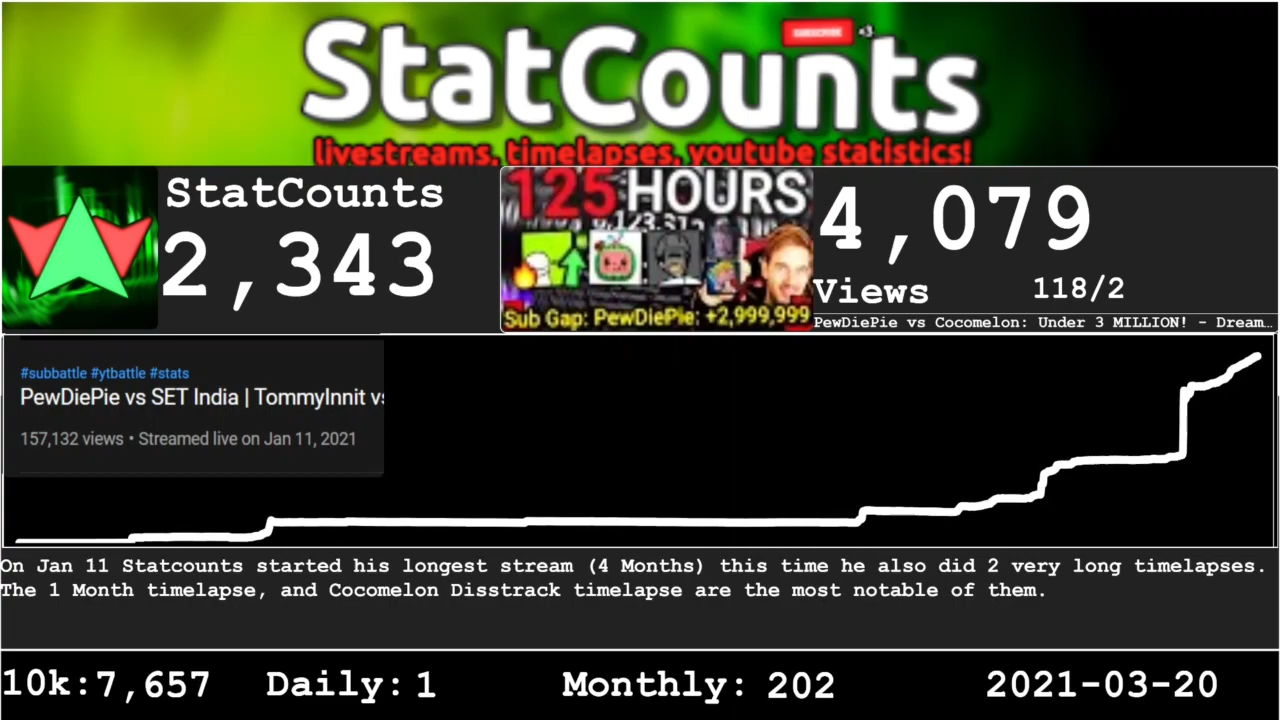 SUBSCRIBE <3
StatCounts
livestreams, timelapses, youtube statistics!
StatCounts
2,343
125 HOURS
Sub Gap: PewDiePie: +2,999,999
4,079
Views 118/2
PewDiePie vs Cocomelon: Under 3 MILLION! - Dream…
#subbattle #ytbattle #stats
PewDiePie vs SET India | TommyInnit vs
157,132 views • Streamed live on Jan 11, 2021
On Jan 11 Statcounts started his longest stream (4 Months) this time he also did 2 very long timelapses.
The 1 Month timelapse, and Cocomelon Disstrack timelapse are the most notable of them.
10k:7,657 Daily: 1 Monthly: 202 2021-03-20